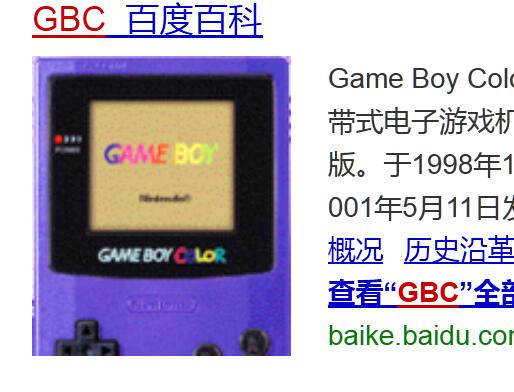 GBC_百度百科
GAME BOY
Nintendo®
GAME BOY COLOR
Game Boy Colo
带式电子游戏机
版。于1998年1
001年5月11日发
概况 历史沿革
查看“GBC”全部
baike.baidu.com